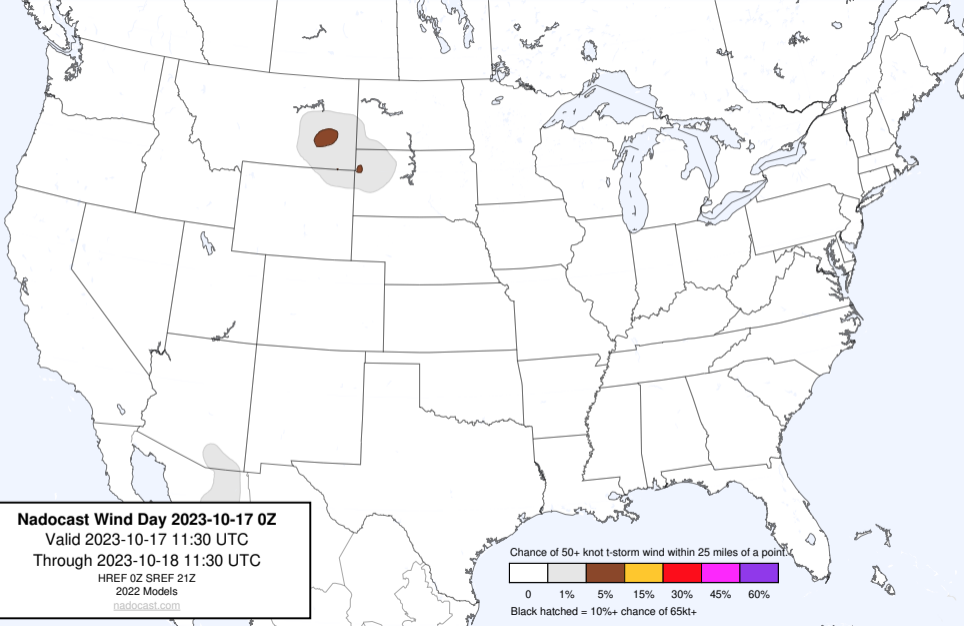 Nadocast Wind Day 2023-10-17 0Z
Valid 2023-10-17 11:30 UTC
Through 2023-10-18 11:30 UTC
HREF 0Z SREF 21Z
2022 Models
nadocast.com
Chance of 50+ knot t-storm wind within 25 miles of a point.
0 1% 5% 15% 30% 45% 60%
Black hatched = 10%+ chance of 65kt+